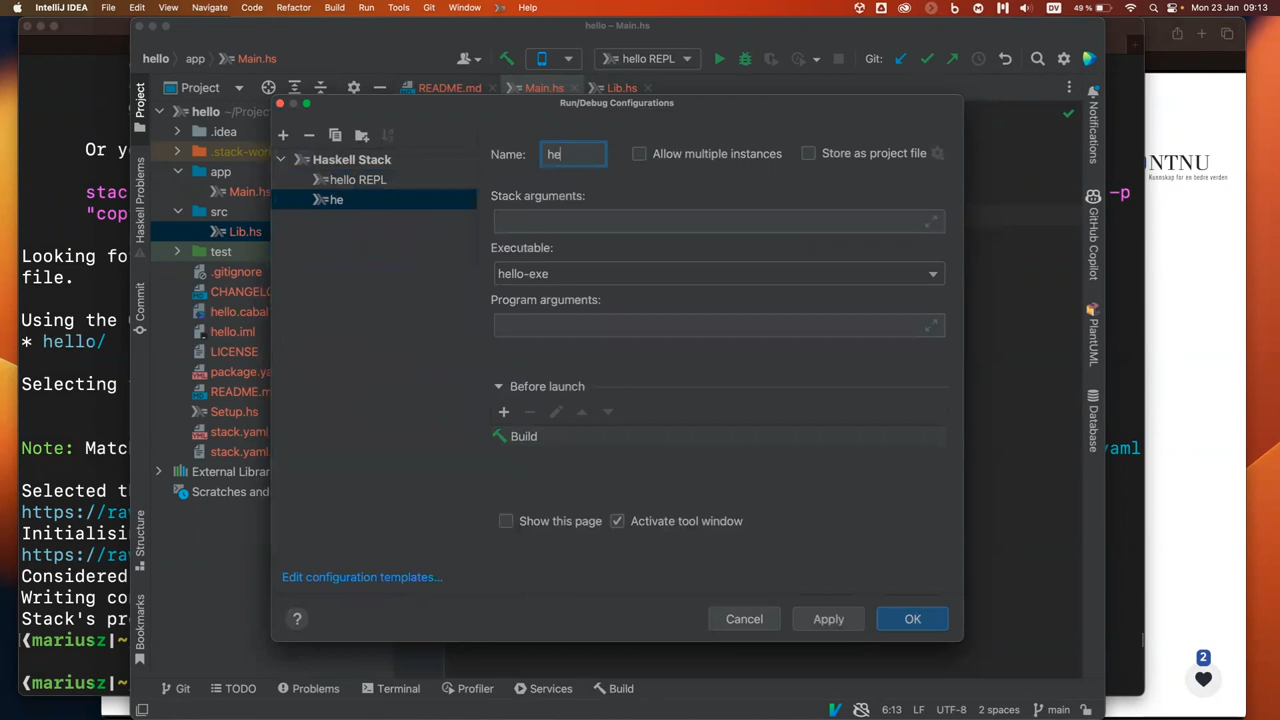 IntelliJ IDEA File Edit View Navigate Code Refactor Build Run Tools Git Window Help 49 % Mon 23 Jan 09:13
hello – Main.hs
hello app Main.hs
hello REPL
Git:
Project
README.md
Main.hs
Lib.hs
hello ~/Proj
.idea
.stack-wor
app
Main.hs
src
Lib.hs
test
.gitignore
CHANGELO
hello.cabal
hello.iml
LICENSE
package.ya
README.m
Setup.hs
stack.yaml
stack.yaml.
External Librar
Scratches and
Project
Haskell Problems
Commit
Structure
Bookmarks
Or y
stac
"cop
Looking fo
file.
Using the
* hello/
Selecting
Note: Matc
Selected t
https://ra
Initialisi
https://ra
Considered
Writing co
Stack's pr
(mariusz|~
(mariusz|~
Run/Debug Configurations
Haskell Stack
hello REPL
he
Name: he
Allow multiple instances
Store as project file
Stack arguments:
Executable:
hello-exe
Program arguments:
Before launch
Build
Show this page
Activate tool window
Edit configuration templates...
?
Cancel
Apply
OK
Notifications
GitHub Copilot
PlantUML
Database
-p
yaml
NTNU
Kunnskap for en bedre verden
2
Git
TODO
Problems
Terminal
Profiler
Services
Build
6:13 LF UTF-8 2 spaces main